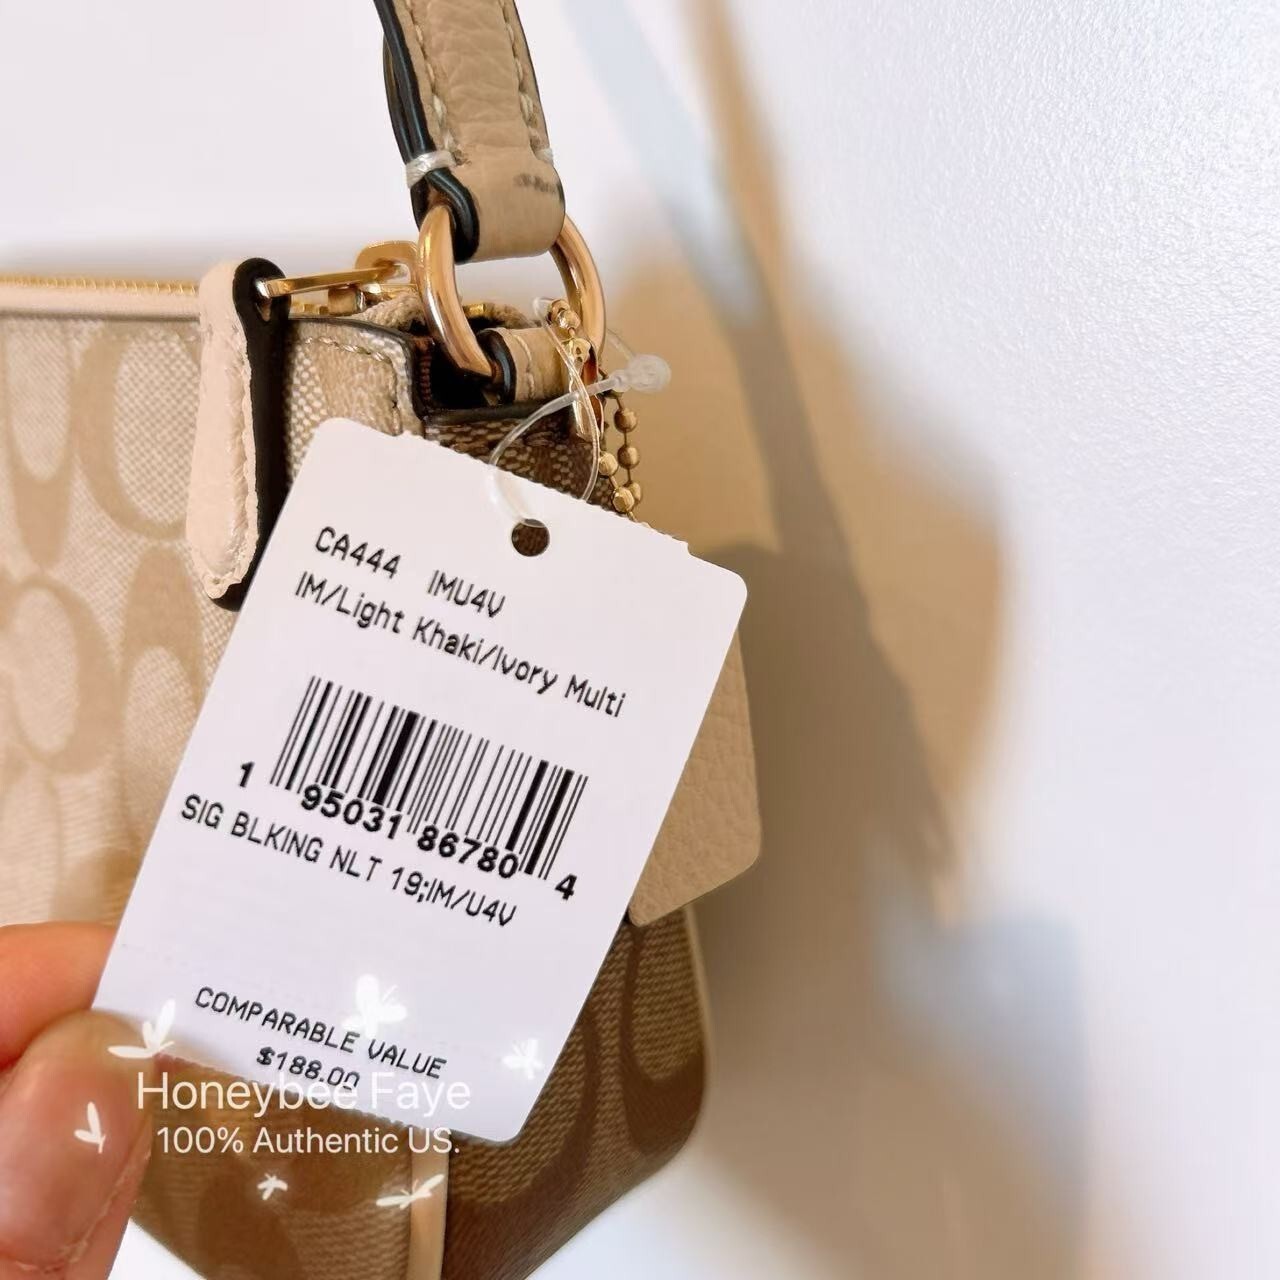 CA444 IMU4V
IM/Light Khaki/Ivory Multi
1 95031 86780 4
SIG BLKING NLT 19;IM/U4V
COMPARABLE VALUE
$188.00
Honeybee Faye
100% Authentic US.